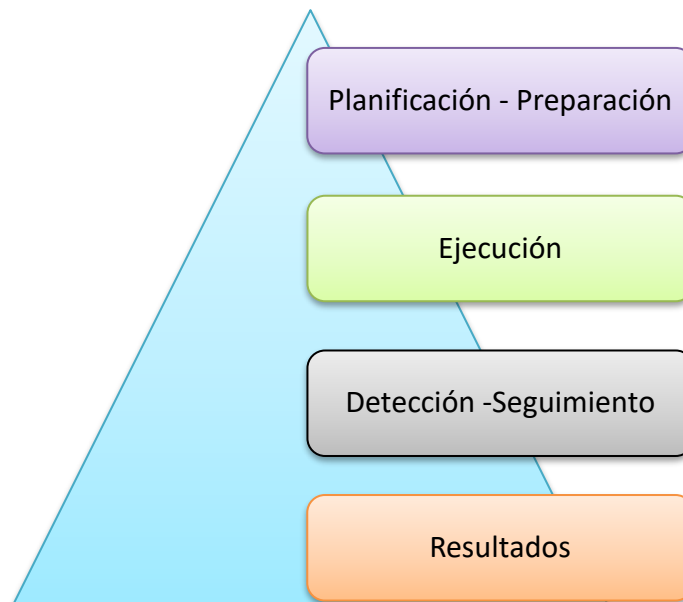 Planificación - Preparación
Ejecución
Detección -Seguimiento
Resultados